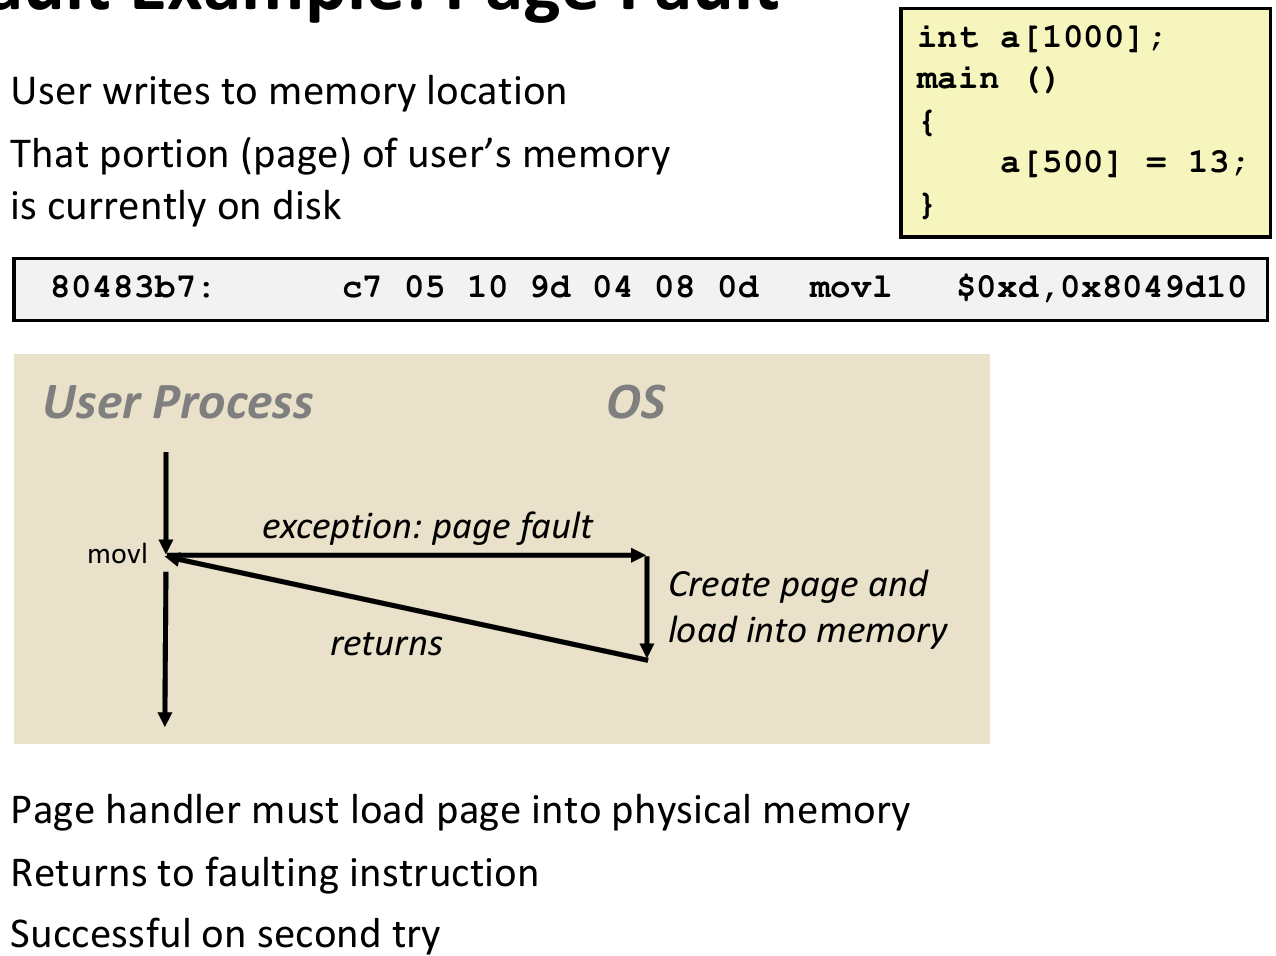 ault Example: Page Fault
int a[1000];
main ()
{
a[500] = 13;
}
User writes to memory location
That portion (page) of user’s memory
is currently on disk
80483b7: c7 05 10 9d 04 08 0d movl $0xd,0x8049d10
User Process OS
exception: page fault
movl
Create page and
load into memory
returns
Page handler must load page into physical memory
Returns to faulting instruction
Successful on second try